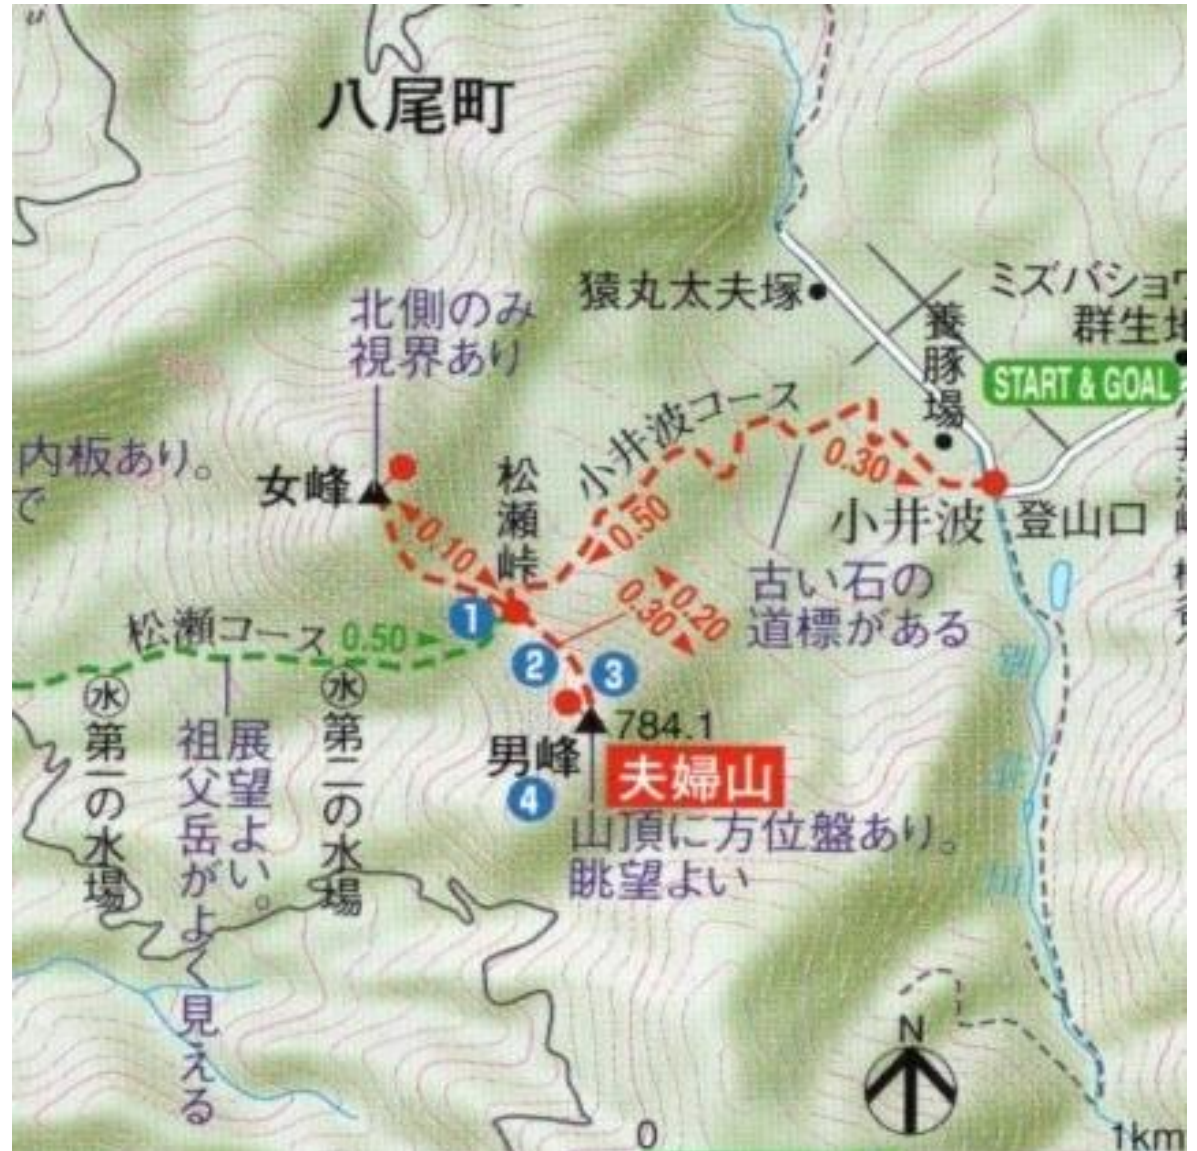 八尾町
猿丸太夫塚
ミズバショウ
群生地
養豚場
START & GOAL
北側のみ
視界あり
小井波コース
0.30
内板あり。
で
女峰
松瀬峠
0.50
0.10
小井波
登山口
古い石の
道標がある
0.20
0.30
1
松瀬コース
0.50
2
3
水
第一の水場
展望よい。
祖父岳がよく見える
水
第二の水場
784.1
男峰
夫婦山
4
山頂に方位盤あり。
眺望よい
N
0
1km